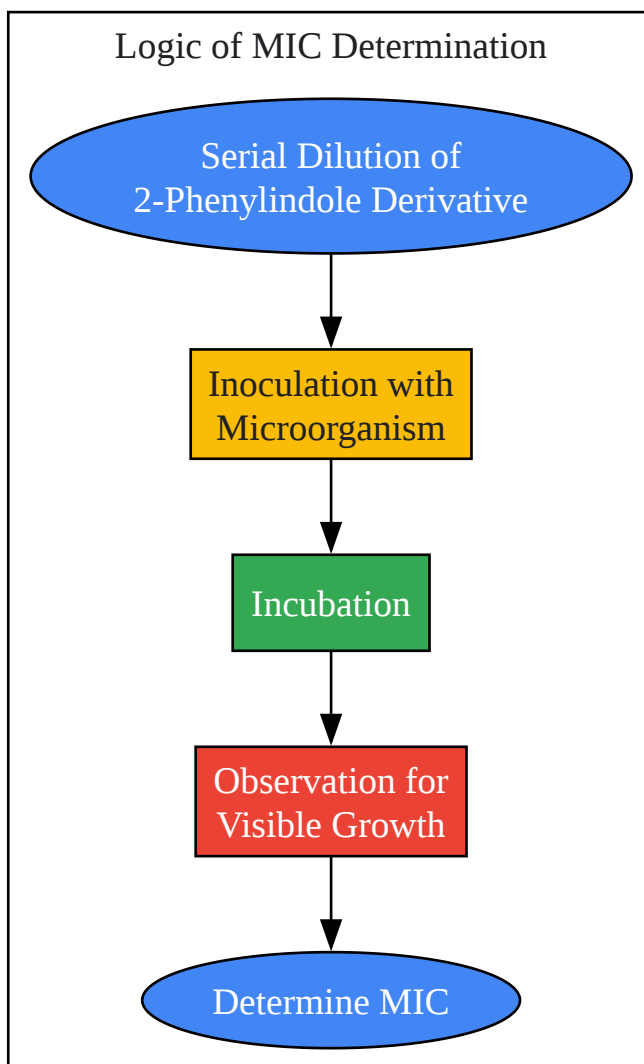 Logic of MIC Determination
Serial Dilution of
2-Phenylindole Derivative
Inoculation with
Microorganism
Incubation
Observation for
Visible Growth
Determine MIC